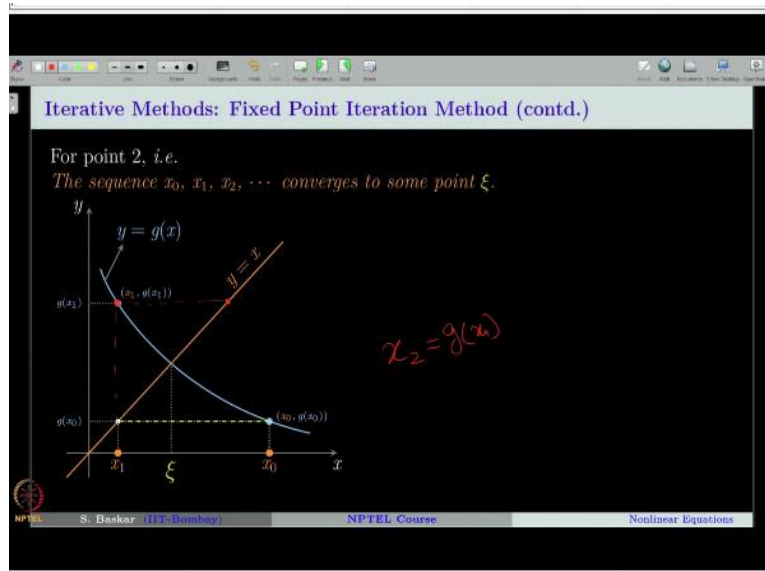 Iterative Methods: Fixed Point Iteration Method (contd.)
For point 2, i.e.
The sequence x₀, x₁, x₂, ⋯ converges to some point ξ.
y
y = g(x)
y = x
g(x₁)
(x₁, g(x₁))
x₂ = g(x₁)
g(x₀)
(x₀, g(x₀))
x₁
ξ
x₀
x
NPTEL
S. Baskar (IIT-Bombay)
NPTEL Course
Nonlinear Equations